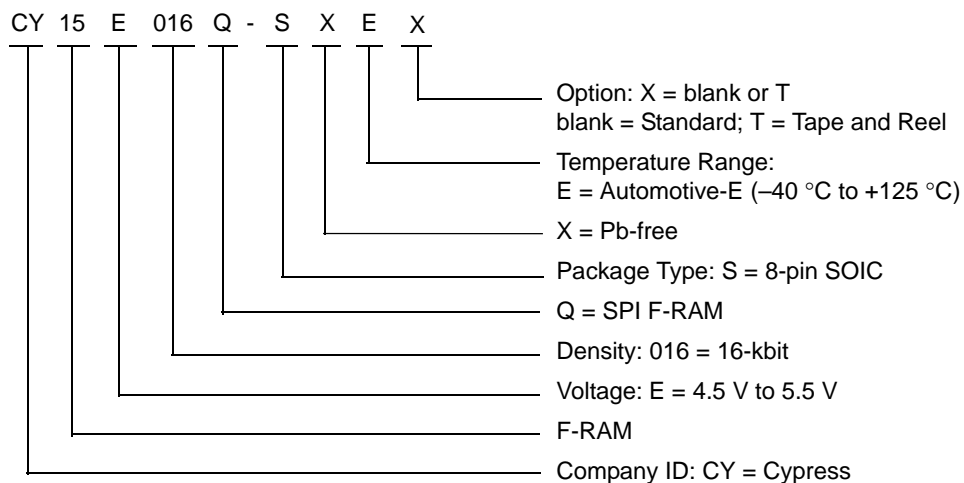 CY 15 E 016 Q - S X E X
Option: X = blank or T
blank = Standard; T = Tape and Reel
Temperature Range:
E = Automotive-E (–40 °C to +125 °C)
X = Pb-free
Package Type: S = 8-pin SOIC
Q = SPI F-RAM
Density: 016 = 16-kbit
Voltage: E = 4.5 V to 5.5 V
F-RAM
Company ID: CY = Cypress